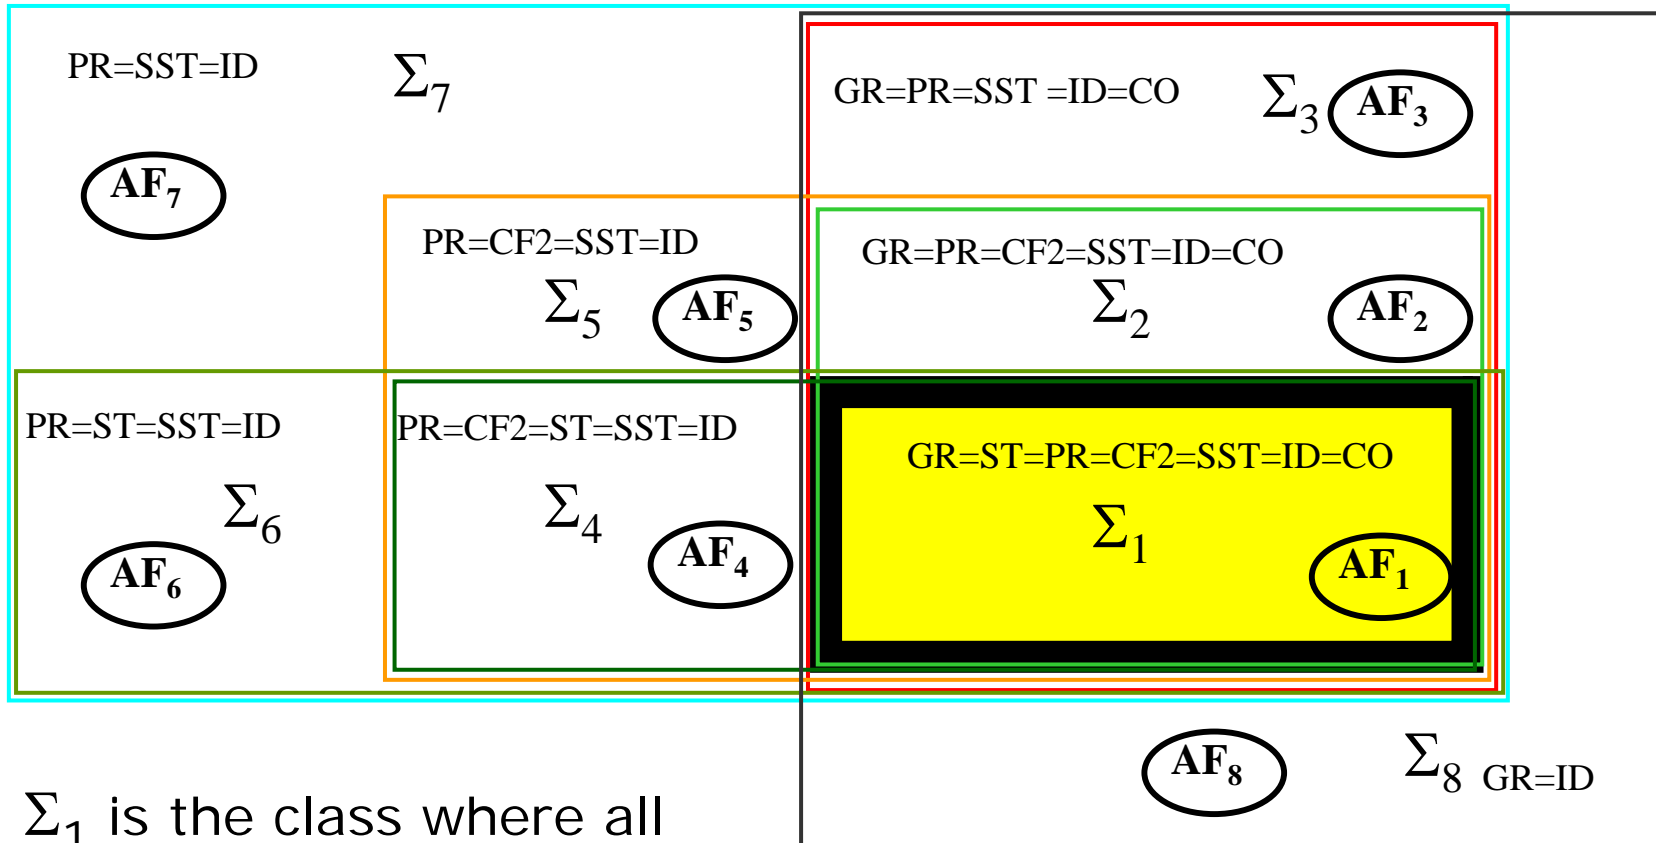 PR=SST=ID
Σ7
GR=PR=SST =ID=CO
Σ3
AF3
AF7
PR=CF2=SST=ID
Σ5
AF5
GR=PR=CF2=SST=ID=CO
Σ2
AF2
PR=ST=SST=ID
Σ6
AF6
PR=CF2=ST=SST=ID
Σ4
AF4
GR=ST=PR=CF2=SST=ID=CO
Σ1
AF1
AF8
Σ8 GR=ID
Σ1 is the class where all